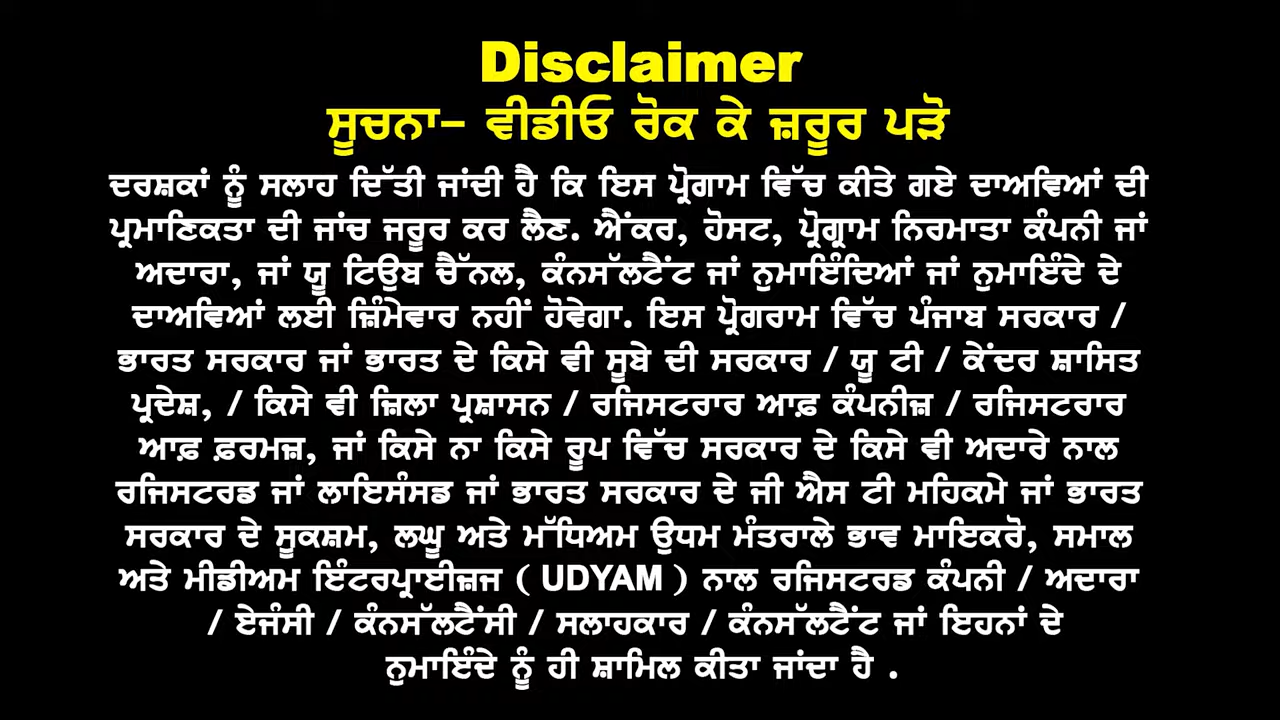 Disclaimer
ਸੂਚਨਾ- ਵੀਡੀਓ ਰੋਕ ਕੇ ਜ਼ਰੂਰ ਪੜੋ
ਦਰਸ਼ਕਾਂ ਨੂੰ ਸਲਾਹ ਦਿੱਤੀ ਜਾਂਦੀ ਹੈ ਕਿ ਇਸ ਪ੍ਰੋਗਾਮ ਵਿੱਚ ਕੀਤੇ ਗਏ ਦਾਅਵਿਆਂ ਦੀ
ਪ੍ਰਮਾਣਿਕਤਾ ਦੀ ਜਾਂਚ ਜਰੂਰ ਕਰ ਲੈਣ. ਐਂਕਰ, ਹੋਸਟ, ਪ੍ਰੋਗ੍ਰਾਮ ਨਿਰਮਾਤਾ ਕੰਪਨੀ ਜਾਂ
ਅਦਾਰਾ, ਜਾਂ ਯੂ ਟਿਉਬ ਚੈੱਨਲ, ਕੰਨਸੱਲਟੈਂਟ ਜਾਂ ਨੁਮਾਇੰਦਿਆਂ ਜਾਂ ਨੁਮਾਇੰਦੇ ਦੇ
ਦਾਅਵਿਆਂ ਲਈ ਜ਼ਿੰਮੇਵਾਰ ਨਹੀਂ ਹੋਵੇਗਾ. ਇਸ ਪ੍ਰੋਗਰਾਮ ਵਿੱਚ ਪੰਜਾਬ ਸਰਕਾਰ /
ਭਾਰਤ ਸਰਕਾਰ ਜਾਂ ਭਾਰਤ ਦੇ ਕਿਸੇ ਵੀ ਸੂਬੇ ਦੀ ਸਰਕਾਰ / ਯੂ ਟੀ / ਕੇਂਦਰ ਸ਼ਾਸਿਤ
ਪ੍ਰਦੇਸ਼, / ਕਿਸੇ ਵੀ ਜ਼ਿਲਾ ਪ੍ਰਸ਼ਾਸਨ / ਰਜਿਸਟਰਾਰ ਆਫ਼ ਕੰਪਨੀਜ਼ / ਰਜਿਸਟਰਾਰ
ਆਫ਼ ਫ਼ਰਮਜ਼, ਜਾਂ ਕਿਸੇ ਨਾ ਕਿਸੇ ਰੂਪ ਵਿੱਚ ਸਰਕਾਰ ਦੇ ਕਿਸੇ ਵੀ ਅਦਾਰੇ ਨਾਲ
ਰਜਿਸਟਰਡ ਜਾਂ ਲਾਇਸੰਸਡ ਜਾਂ ਭਾਰਤ ਸਰਕਾਰ ਦੇ ਜੀ ਐਸ ਟੀ ਮਹਿਕਮੇ ਜਾਂ ਭਾਰਤ
ਸਰਕਾਰ ਦੇ ਸੂਕਸ਼ਮ, ਲਘੂ ਅਤੇ ਮੱਧਿਅਮ ਉਧਮ ਮੰਤਰਾਲੇ ਭਾਵ ਮਾਇਕਰੋ, ਸਮਾਲ
ਅਤੇ ਮੀਡੀਅਮ ਇੰਟਰਪ੍ਰਾਈਜ਼ਜ ( UDYAM ) ਨਾਲ ਰਜਿਸਟਰਡ ਕੰਪਨੀ / ਅਦਾਰਾ
/ ਏਜੰਸੀ / ਕੰਨਸੱਲਟੈਂਸੀ / ਸਲਾਹਕਾਰ / ਕੰਨਸੱਲਟੈਂਟ ਜਾਂ ਇਹਨਾਂ ਦੇ
ਨੁਮਾਇੰਦੇ ਨੂੰ ਹੀ ਸ਼ਾਮਿਲ ਕੀਤਾ ਜਾਂਦਾ ਹੈ .